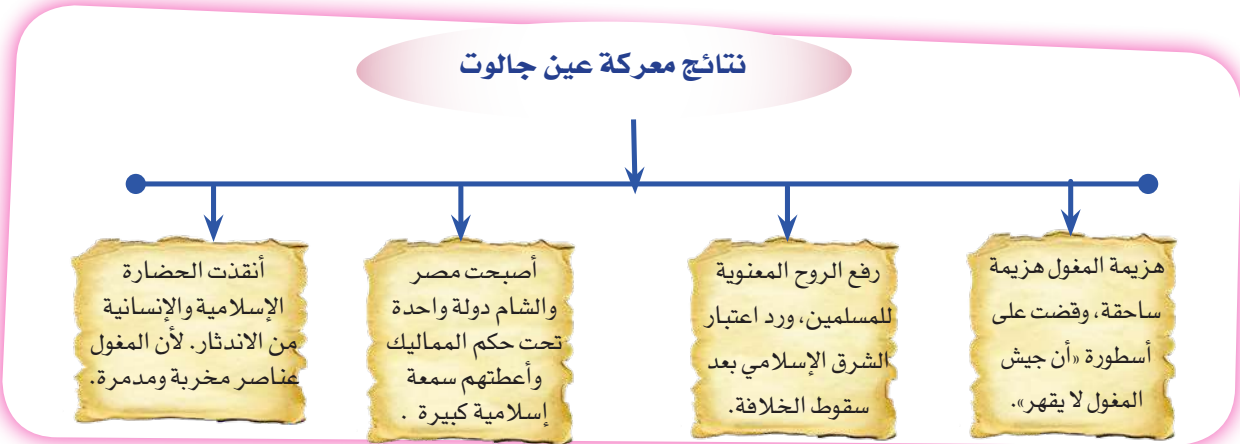 نتائج معركة عين جالوت
هزيمة المغول هزيمة
ساحقة، وقضت على
أسطورة «أن جيش
المغول لا يقهر».
رفع الروح المعنوية
للمسلمين، ورد اعتبار
الشرق الإسلامي بعد
سقوط الخلافة.
أصبحت مصر
والشام دولة واحدة
تحت حكم المماليك
وأعطتهم سمعة
إسلامية كبيرة .
أنقذت الحضارة
الإسلامية والإنسانية
من الاندثار. لأن المغول
عناصر مخربة ومدمرة.